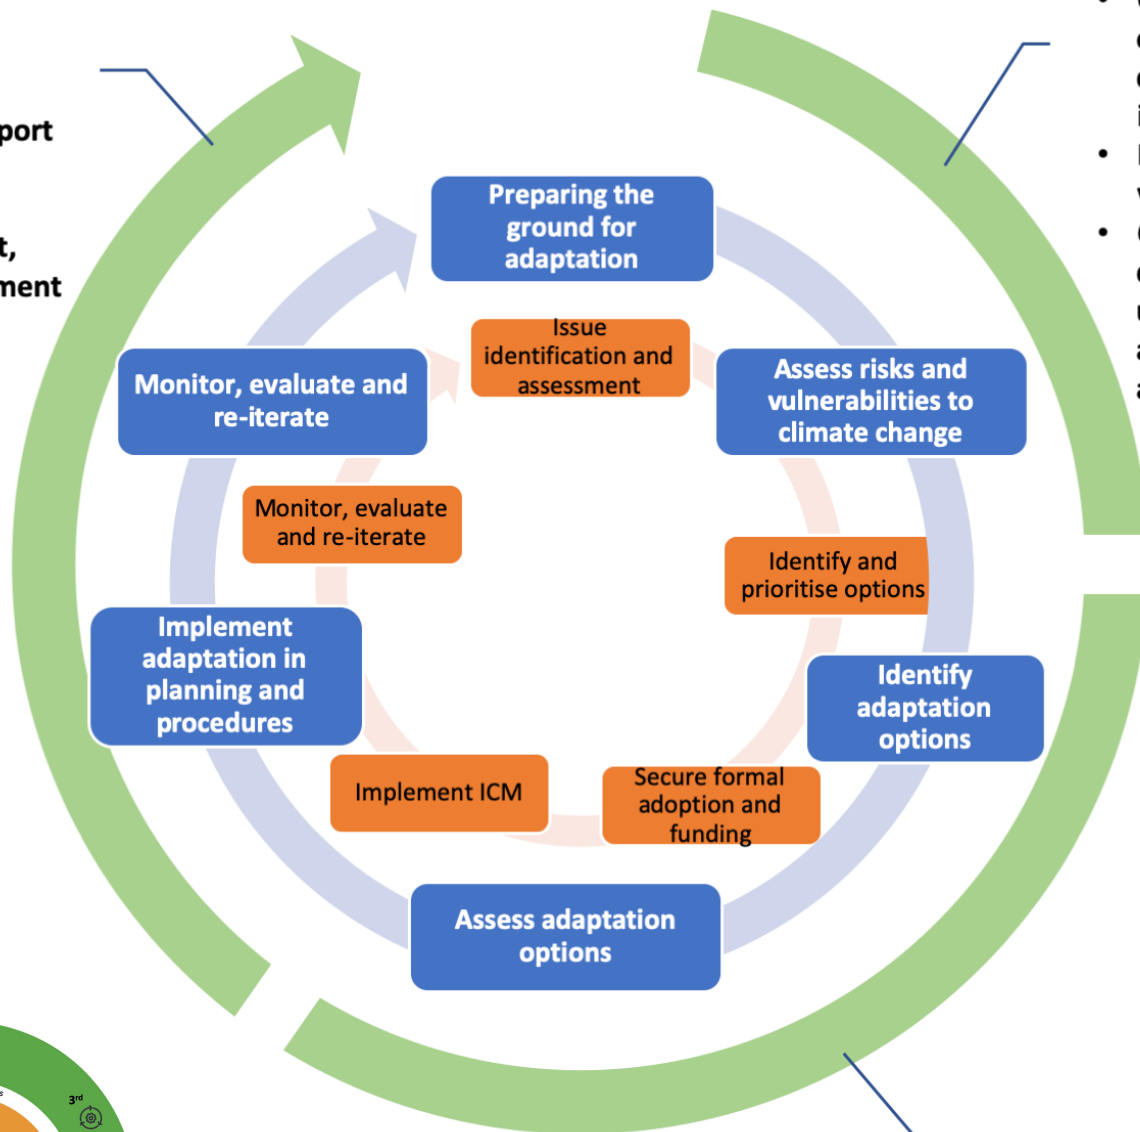 port
t,
ment
Preparing the
ground for
adaptation
Issue
identification and
assessment
Assess risks and
vulnerabilities to
climate change
Monitor, evaluate and
re-iterate
Monitor, evaluate
and re-iterate
Identify and
prioritise options
Implement
adaptation in
planning and
procedures
Identify
adaptation
options
Implement ICM
Secure formal
adoption and
funding
Assess adaptation
options
3rd